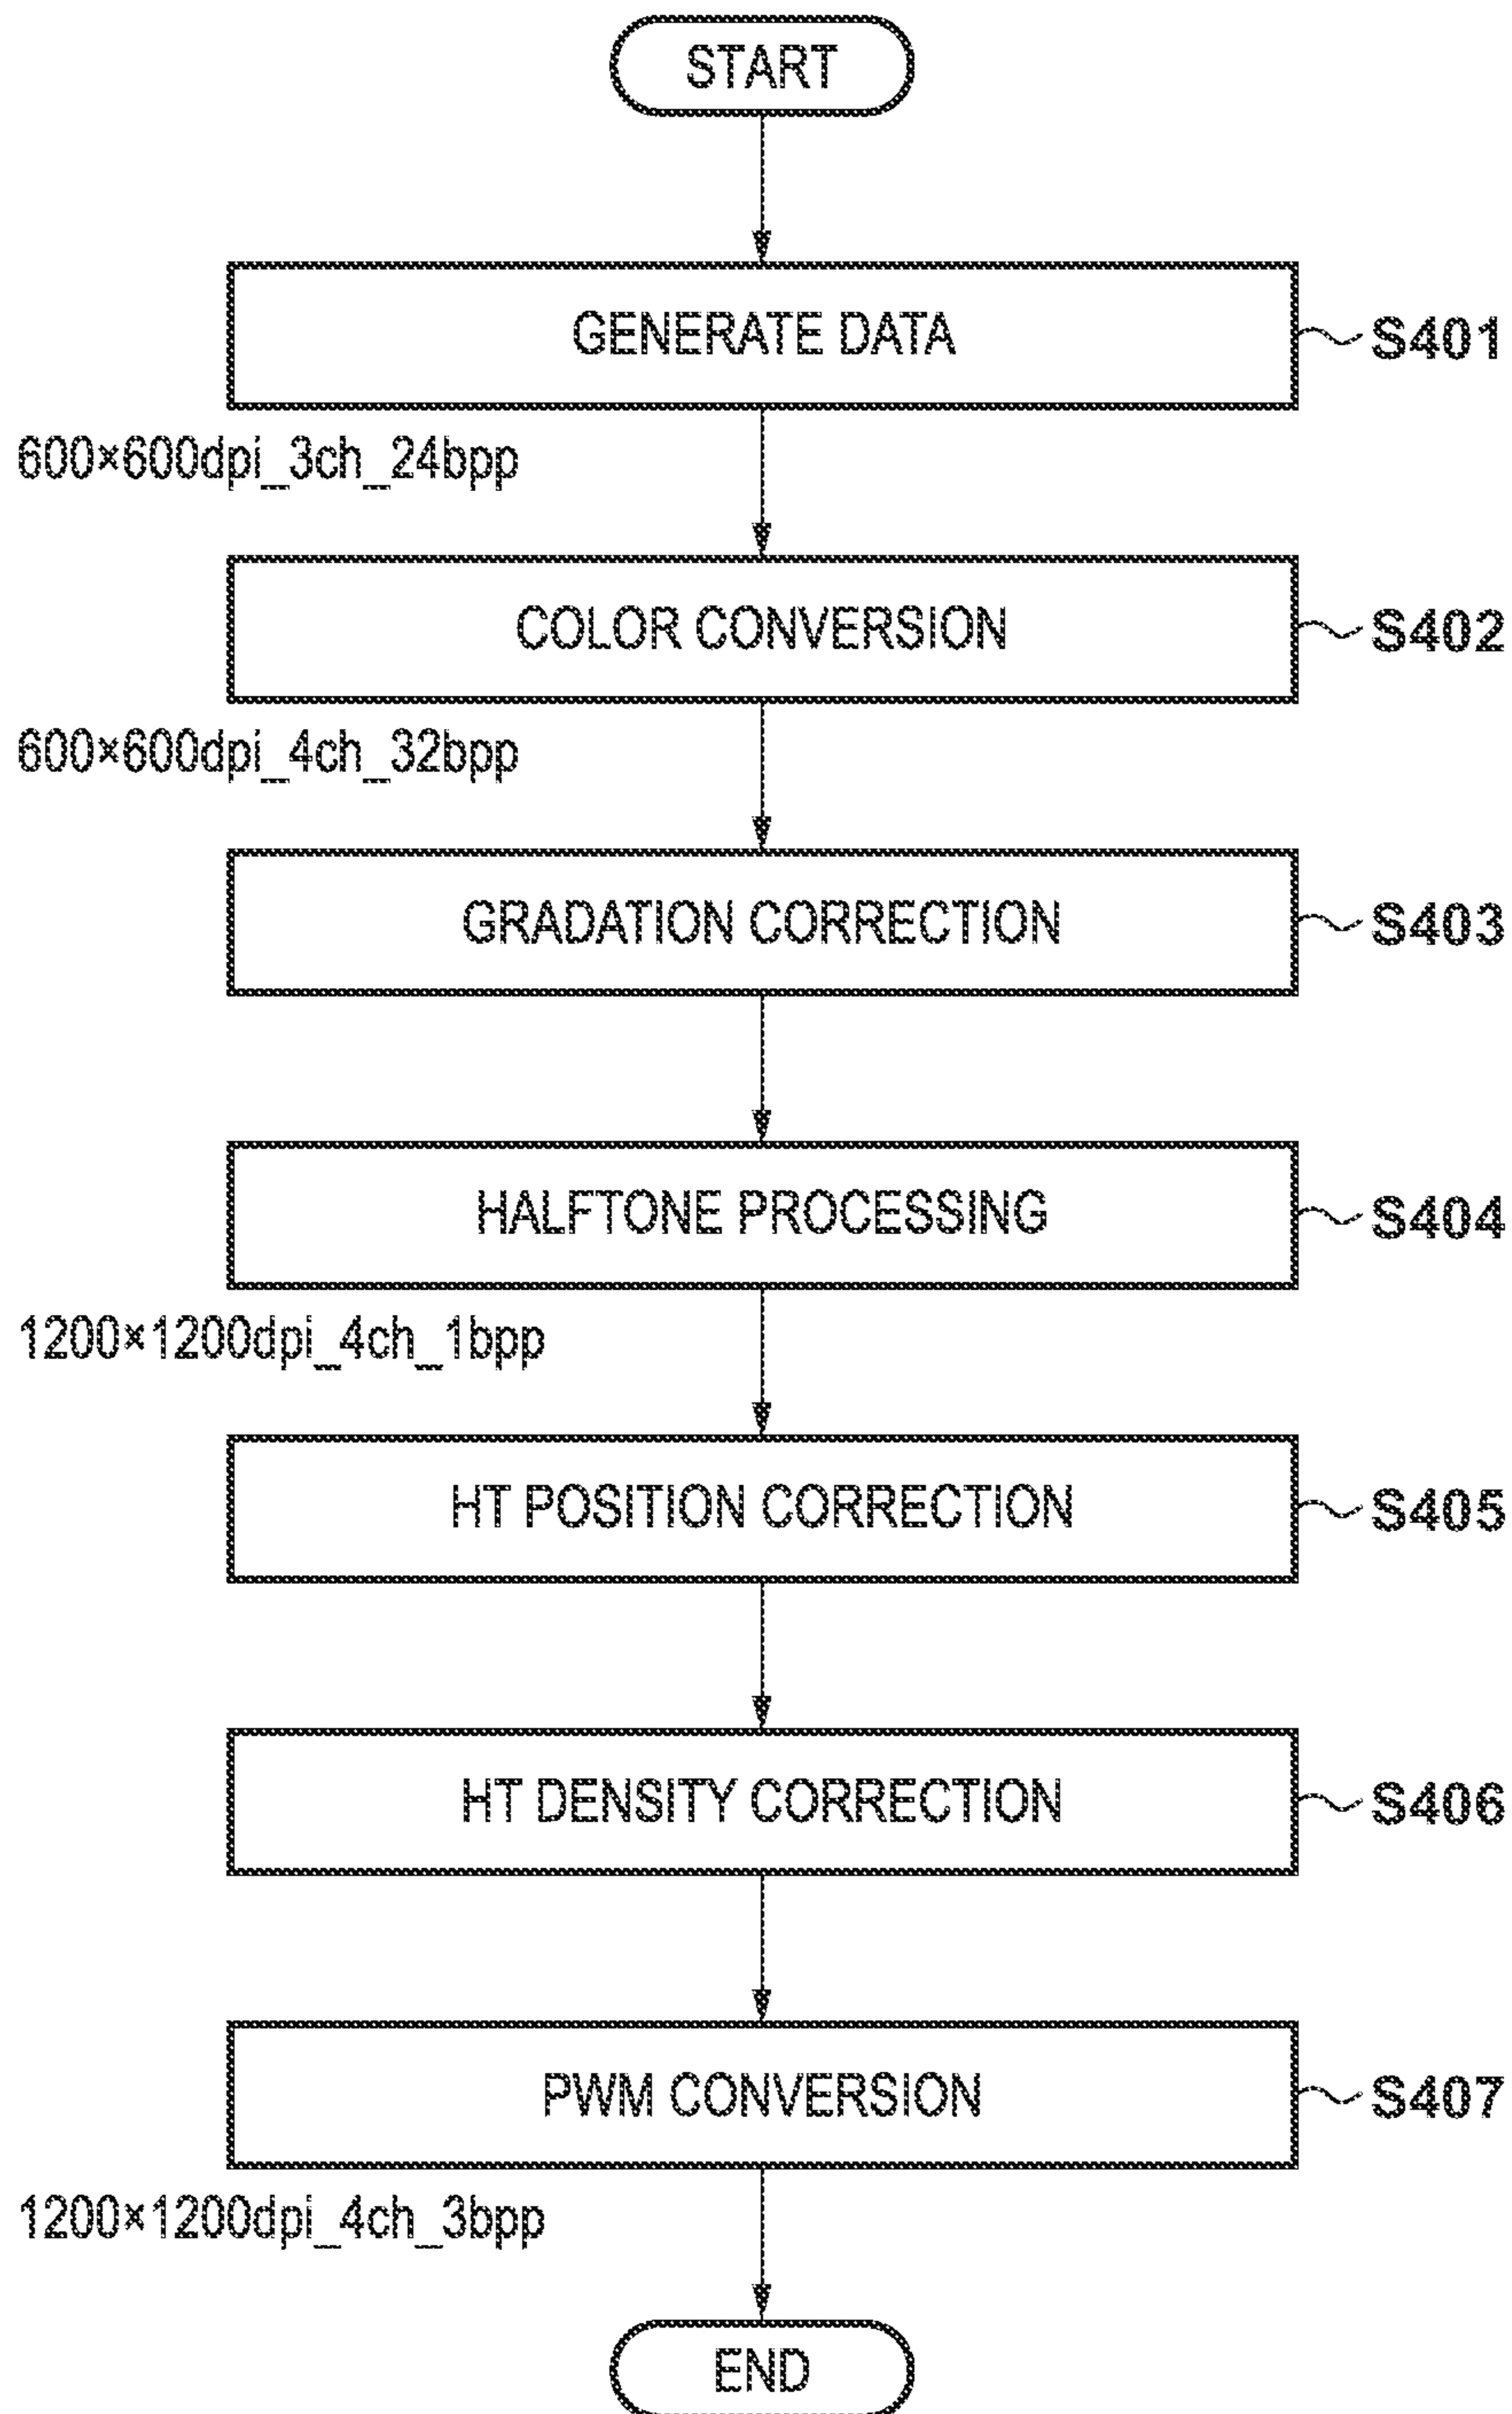 START
GENERATE DATA
S401
600×600dpi_3ch_24bpp
COLOR CONVERSION
S402
600×600dpi_4ch_32bpp
GRADATION CORRECTION
S403
HALFTONE PROCESSING
S404
1200×1200dpi_4ch_1bpp
HT POSITION CORRECTION
S405
HT DENSITY CORRECTION
S406
PWM CONVERSION
S407
1200×1200dpi_4ch_3bpp
END